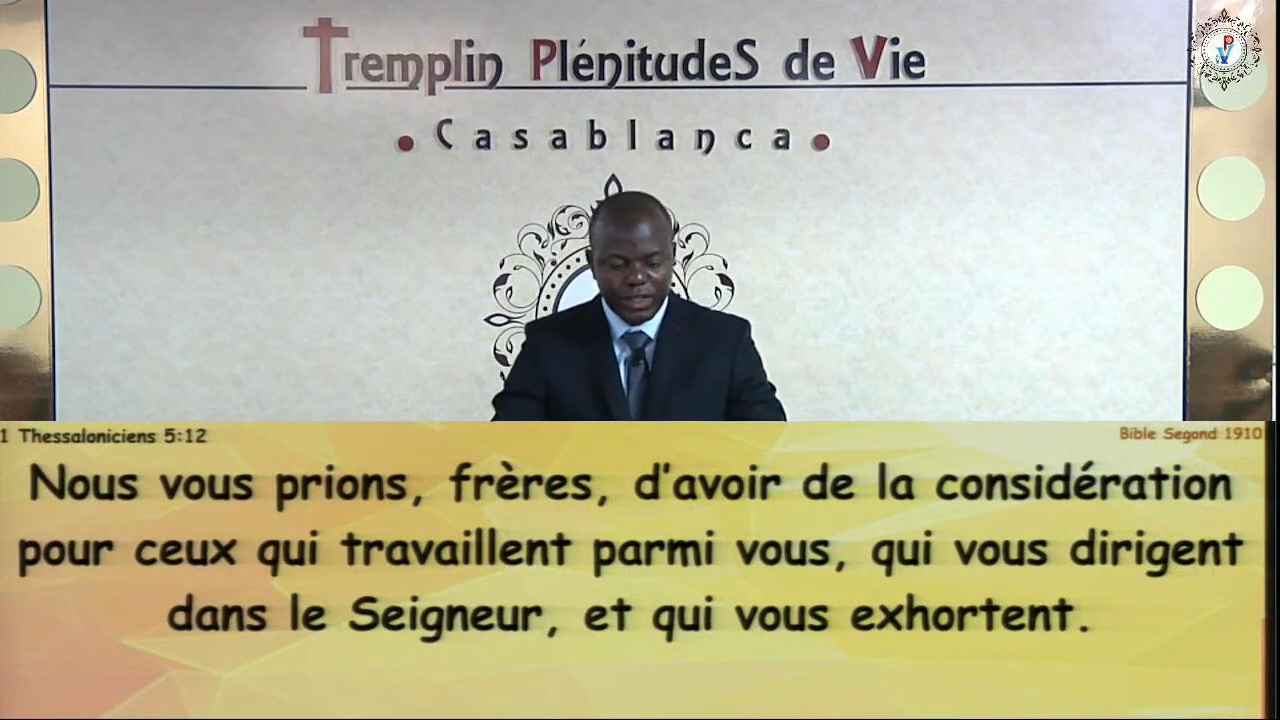 Tremplin PlénitudeS de Vie
PV
• Casablanca •
1 Thessaloniciens 5:12
Bible Segond 1910
Nous vous prions, frères, d'avoir de la considération
pour ceux qui travaillent parmi vous, qui vous dirigent
dans le Seigneur, et qui vous exhortent.